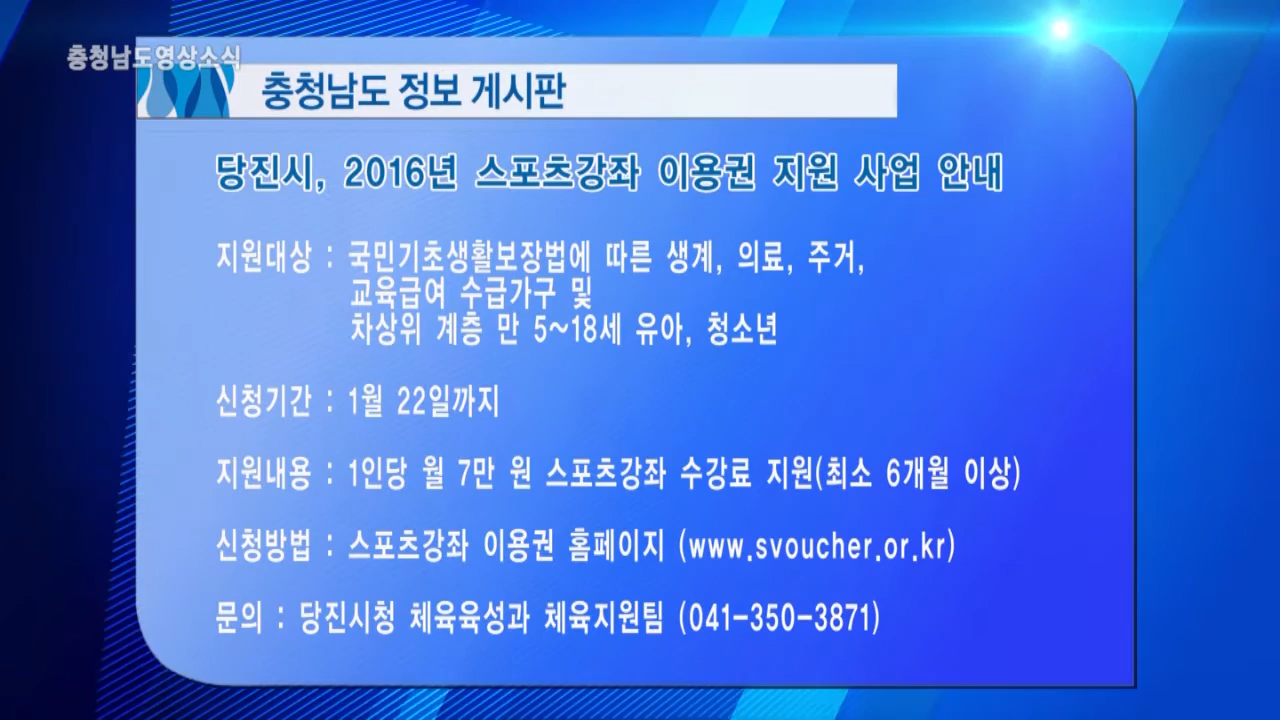 충청남도영상소식
충청남도 정보 게시판
당진시, 2016년 스포츠강좌 이용권 지원 사업 안내
지원대상 : 국민기초생활보장법에 따른 생계, 의료, 주거,
교육급여 수급가구 및
차상위 계층 만 5~18세 유아, 청소년
신청기간 : 1월 22일까지
지원내용 : 1인당 월 7만 원 스포츠강좌 수강료 지원(최소 6개월 이상)
신청방법 : 스포츠강좌 이용권 홈페이지 (www.svoucher.or.kr)
문의 : 당진시청 체육육성과 체육지원팀 (041-350-3871)